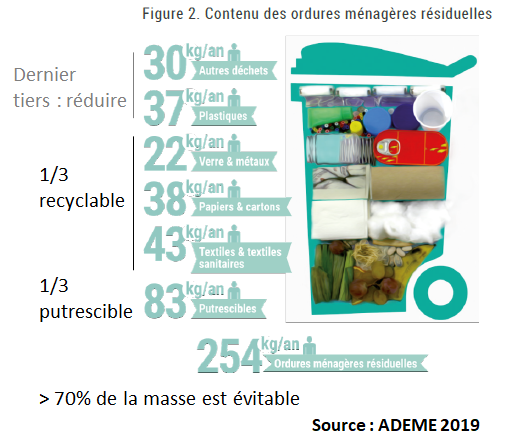 Figure 2. Contenu des ordures ménagères résiduelles
Dernier
tiers : réduire
30 kg/an
Autres déchets
37 kg/an
Plastiques
1/3
recyclable
22 kg/an
Verre & métaux
38 kg/an
Papiers & cartons
43 kg/an
Textiles & textiles
sanitaires
1/3
putrescible
83 kg/an
Putrescibles
254 kg/an
Ordures ménagères résiduelles
> 70% de la masse est évitable
Source : ADEME 2019